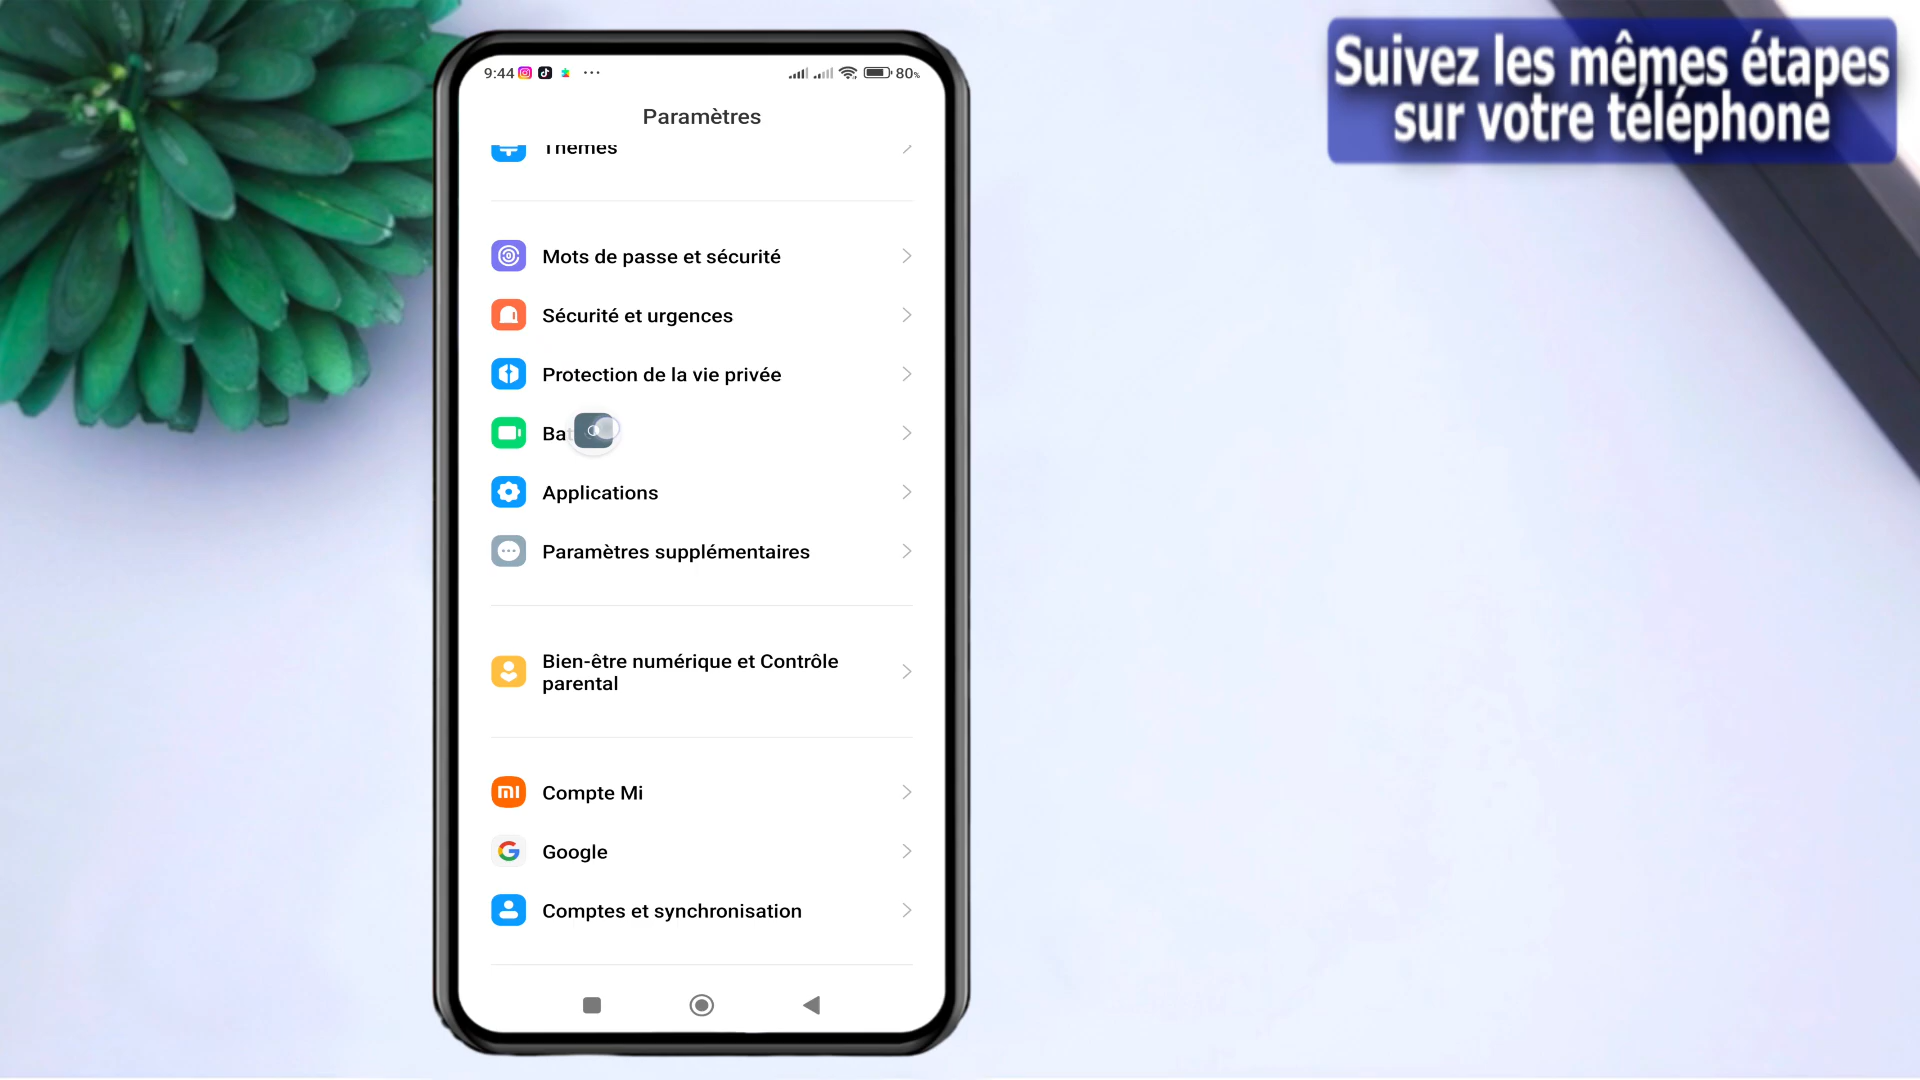 Suivez les mêmes étapes
sur votre téléphone
9:44
80%
Paramètres
Thèmes
Mots de passe et sécurité
Sécurité et urgences
Protection de la vie privée
Bat
Applications
Paramètres supplémentaires
Bien-être numérique et Contrôle
parental
Compte Mi
Google
Comptes et synchronisation